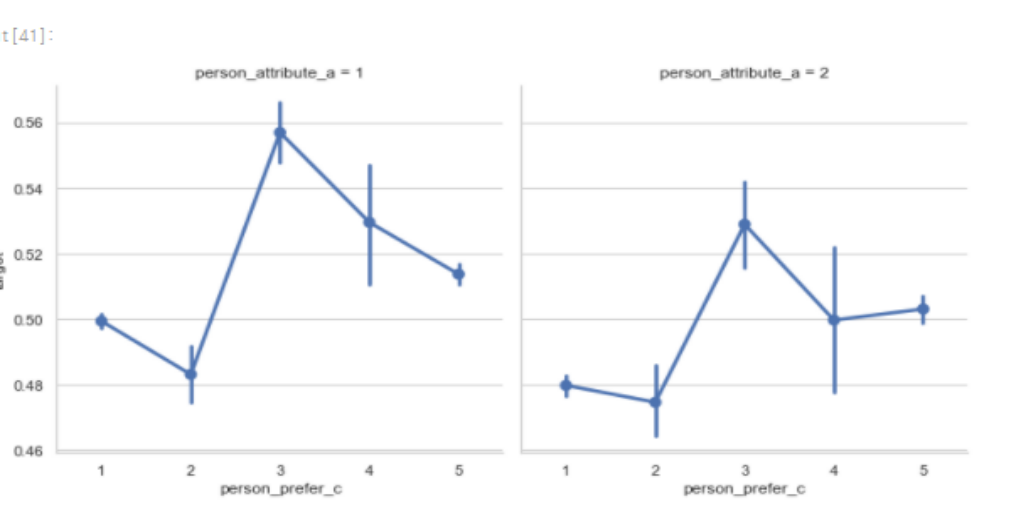 t[41]:
person_attribute_a = 1
person_attribute_a = 2
0.56
0.54
0.52
0.50
0.48
0.46
1 2 3 4 5
1 2 3 4 5
person_prefer_c
person_prefer_c